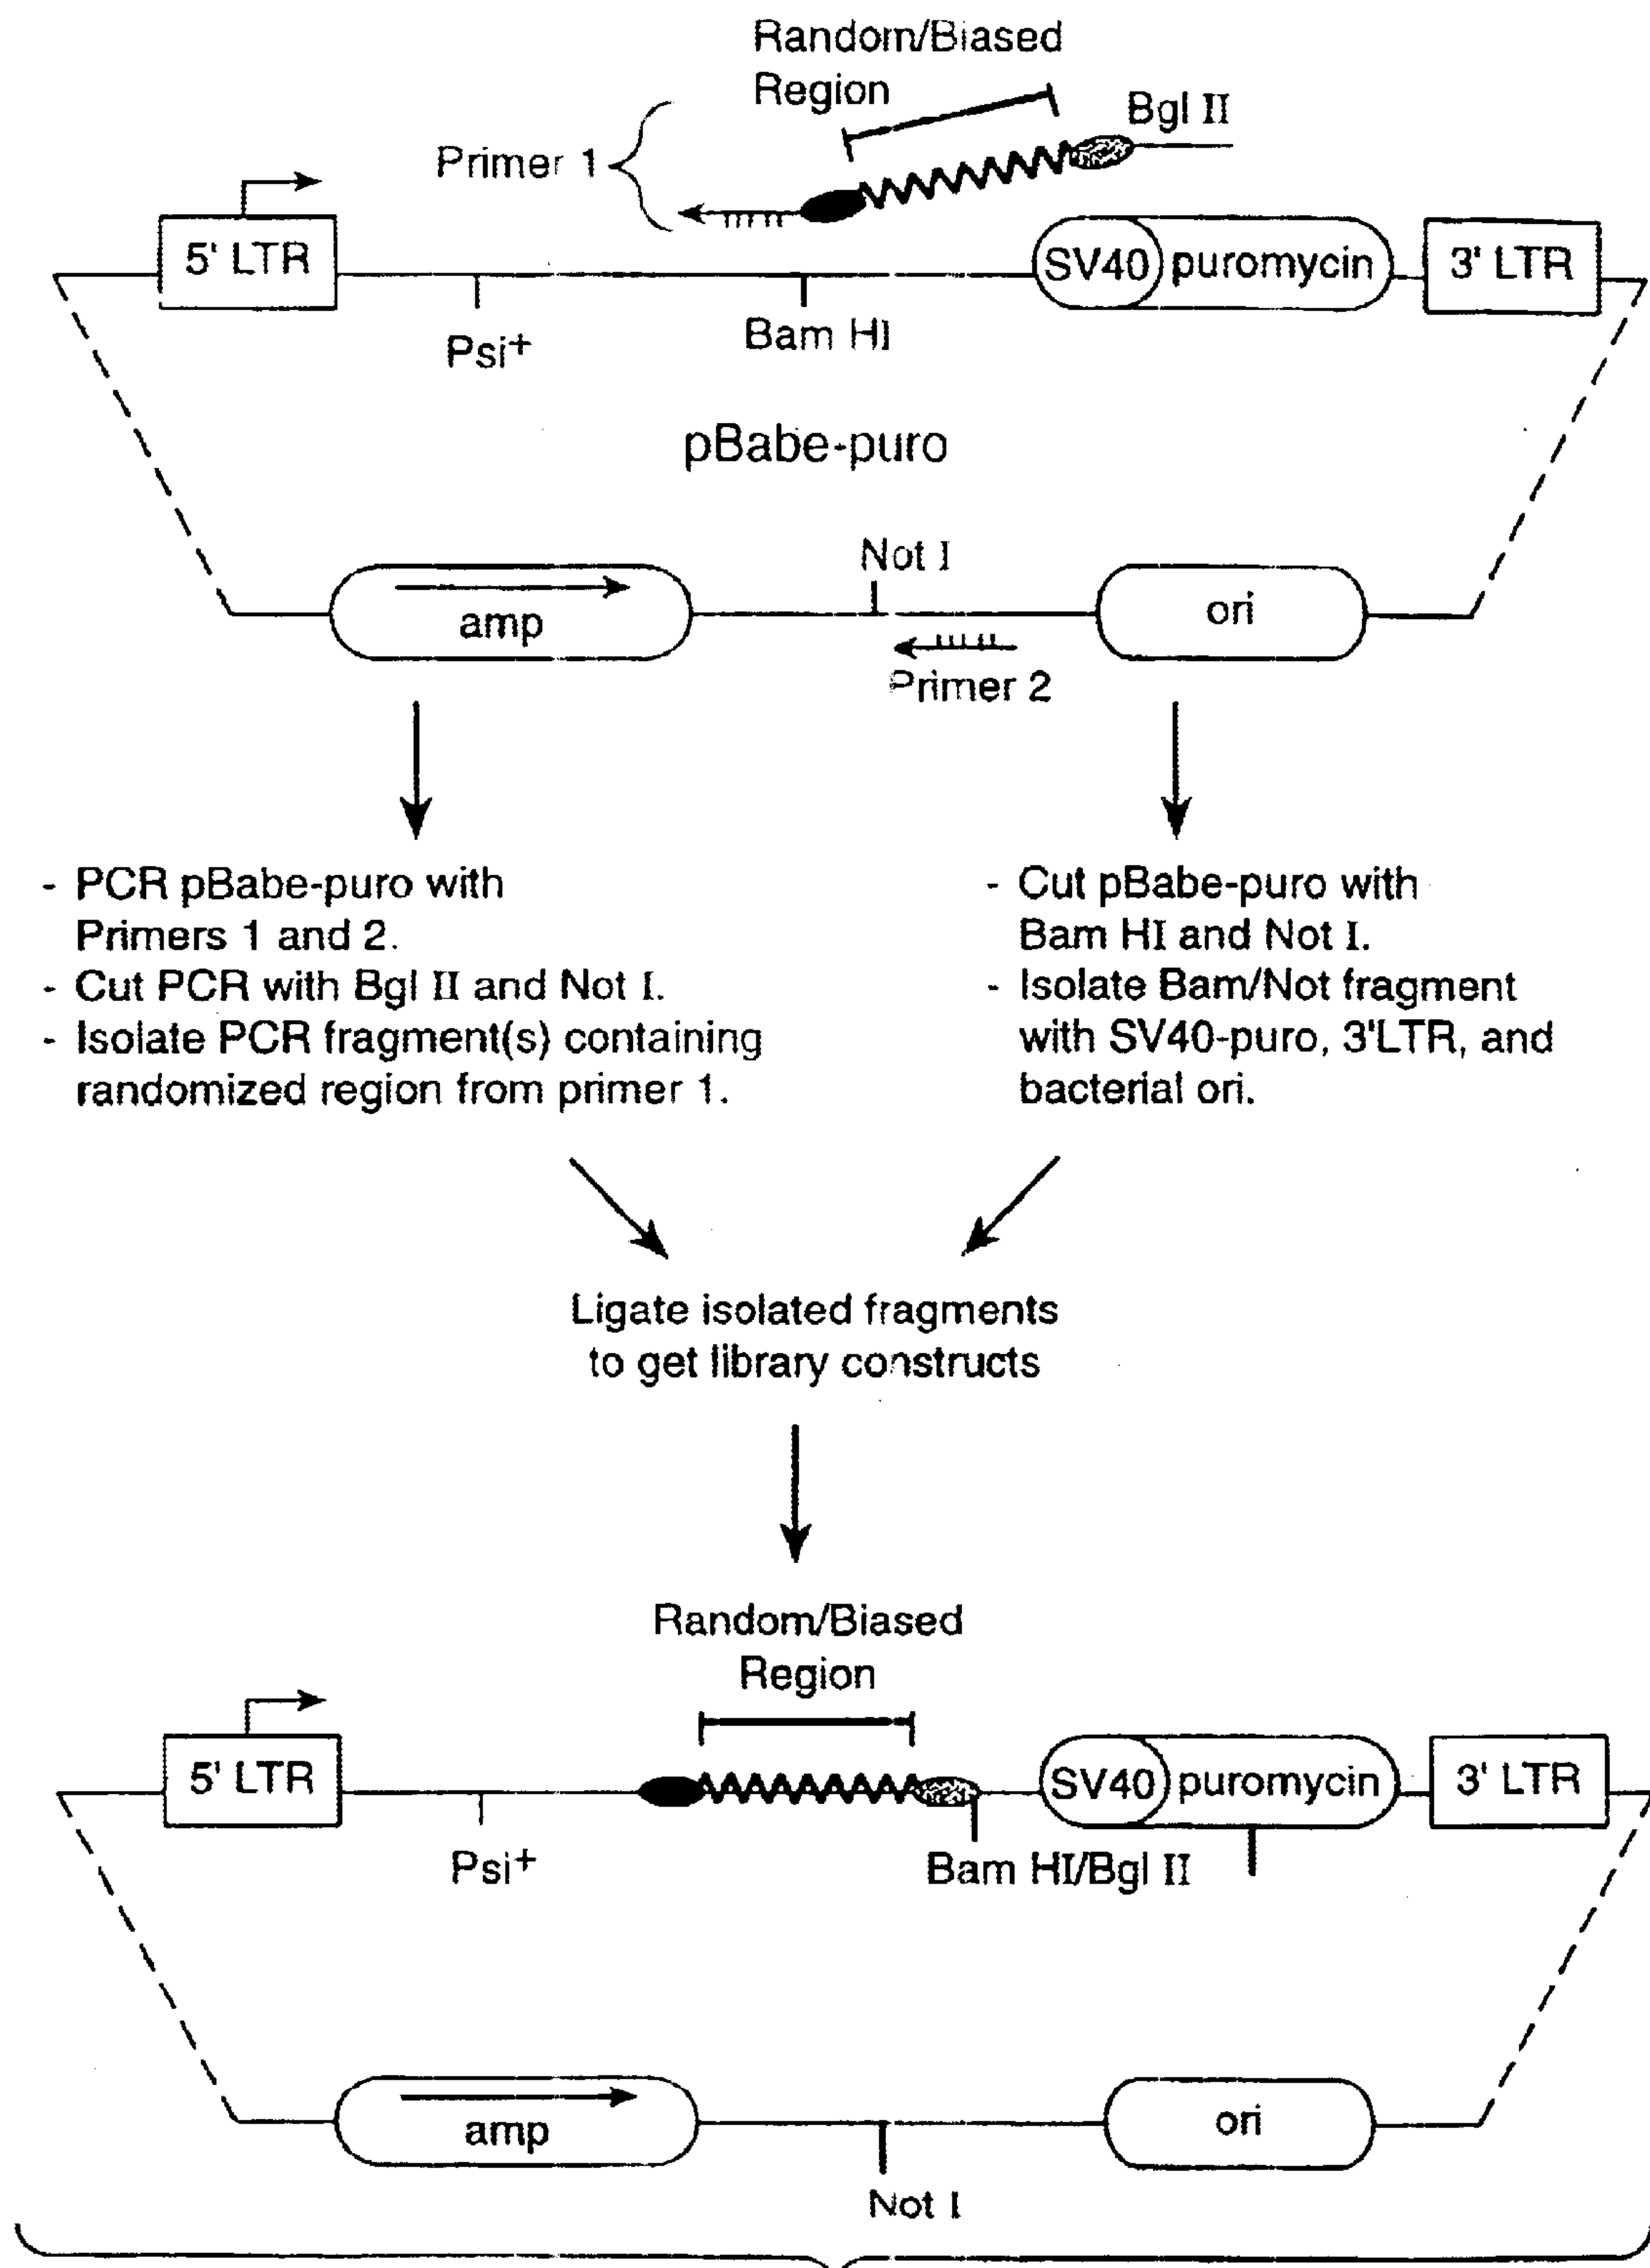 Random/Biased
Region
Bgl II
Primer 1
5' LTR
SV40 puromycin
3' LTR
Psi+
Bam HI
pBabe-puro
Not I
amp
ori
Primer 2
- PCR pBabe-puro with
Primers 1 and 2.
- Cut PCR with Bgl II and Not I.
- Isolate PCR fragment(s) containing
randomized region from primer 1.
- Cut pBabe-puro with
Bam HI and Not I.
- Isolate Bam/Not fragment
with SV40-puro, 3'LTR, and
bacterial ori.
Ligate isolated fragments
to get library constructs
Random/Biased
Region
5' LTR
SV40 puromycin
3' LTR
Psi+
Bam HI/Bgl II
amp
ori
Not I